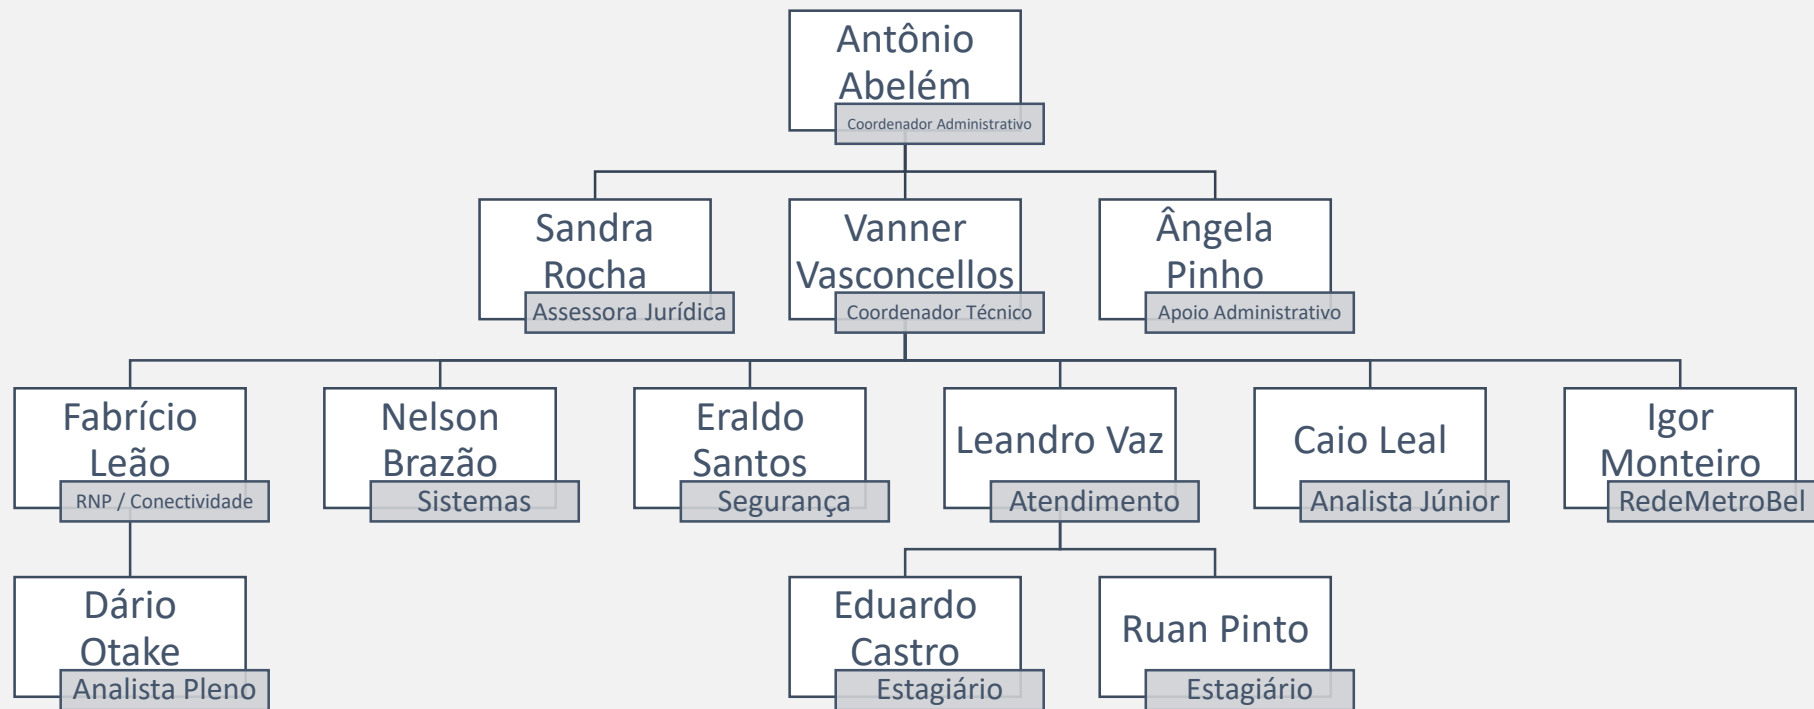 Antônio
Abelém
Coordenador Administrativo
Sandra
Rocha
Assessora Jurídica
Vanner
Vasconcellos
Coordenador Técnico
Ângela
Pinho
Apoio Administrativo
Fabrício
Leão
RNP / Conectividade
Nelson
Brazão
Sistemas
Eraldo
Santos
Segurança
Leandro Vaz
Atendimento
Caio Leal
Analista Júnior
Igor
Monteiro
RedeMetroBel
Dário
Otake
Analista Pleno
Eduardo
Castro
Estagiário
Ruan Pinto
Estagiário